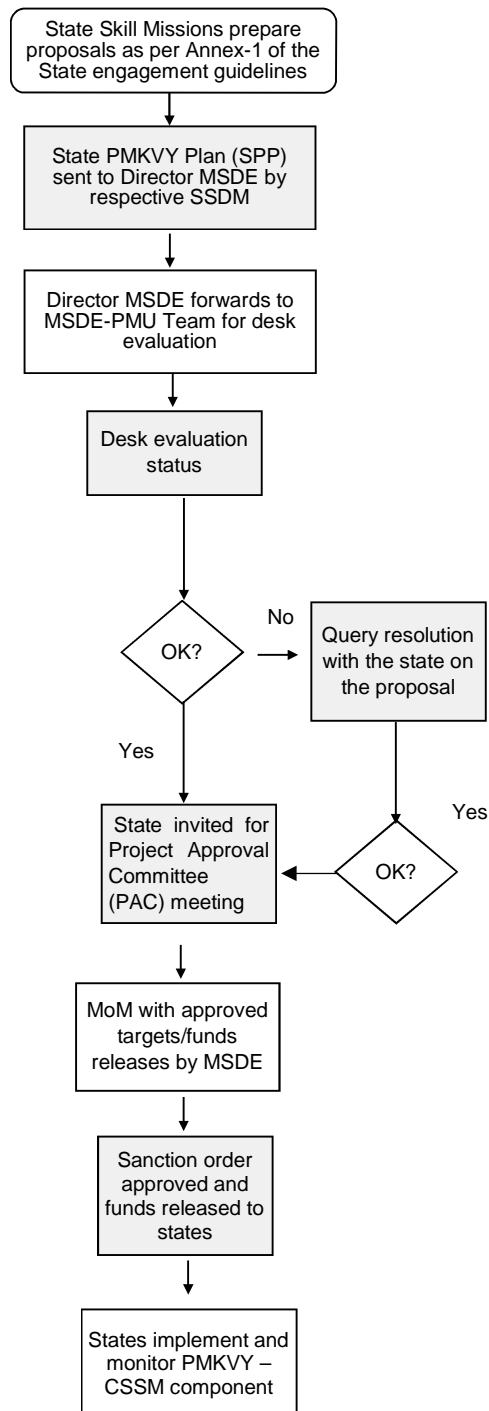 State Skill Missions prepare
proposals as per Annex-1 of the
State engagement guidelines
State PMKVY Plan (SPP)
sent to Director MSDE by
respective SSDM
Director MSDE forwards to
MSDE-PMU Team for desk
evaluation
Desk evaluation
status
OK?
No
Query resolution
with the state on
the proposal
Yes
Yes
State invited for
Project Approval
Committee
(PAC) meeting
OK?
MoM with approved
targets/funds
releases by MSDE
Sanction order
approved and
funds released to
states
States implement and
monitor PMKVY –
CSSM component